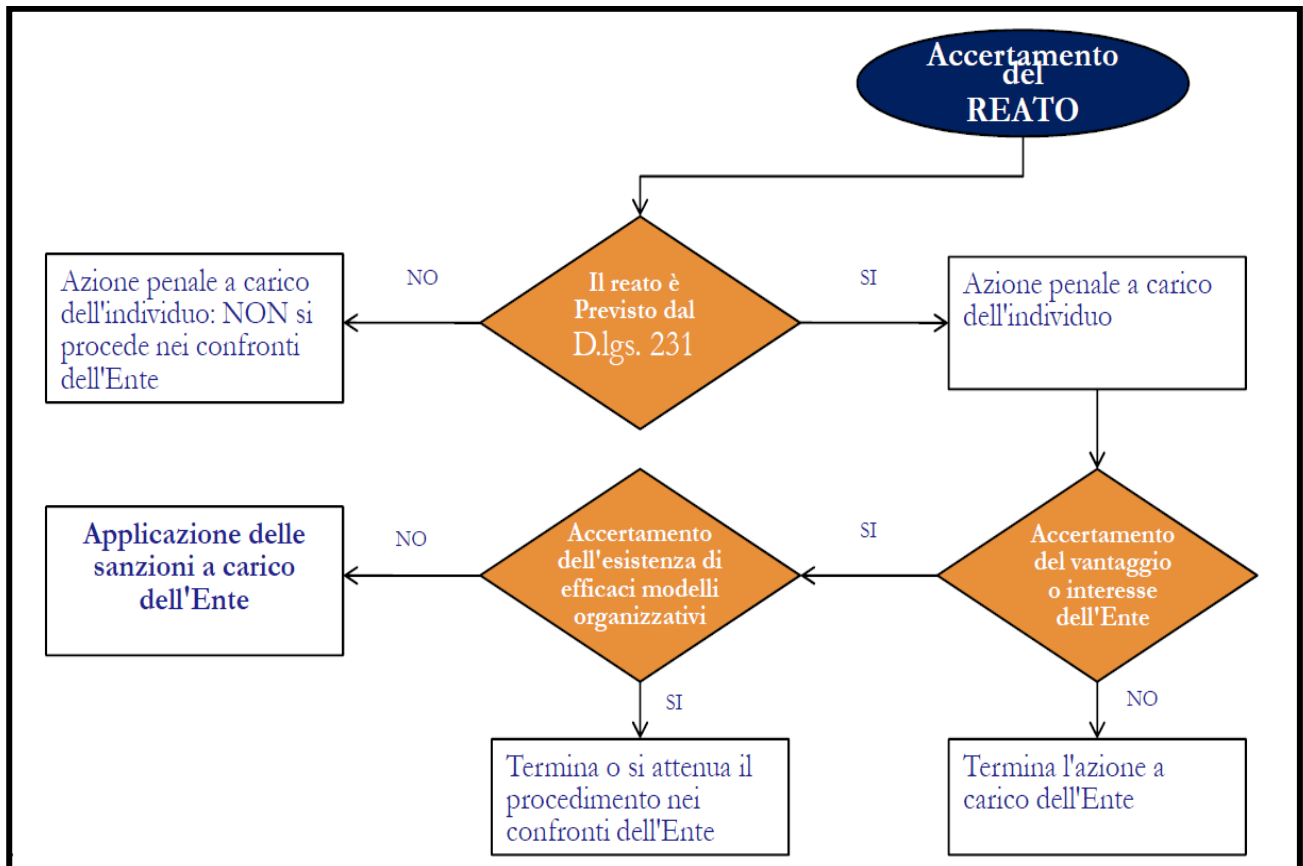 Accertamento
del
REATO
Il reato è
Previsto dal
D.lgs. 231
NO
SI
Azione penale a carico
dell'individuo: NON si
procede nei confronti
dell'Ente
Azione penale a carico
dell'individuo
Accertamento
del vantaggio
o interesse
dell'Ente
SI
NO
Accertamento
dell'esistenza di
efficaci modelli
organizzativi
NO
SI
Applicazione delle
sanzioni a carico
dell'Ente
Termina o si attenua il
procedimento nei
confronti dell'Ente
Termina l'azione a
carico dell'Ente